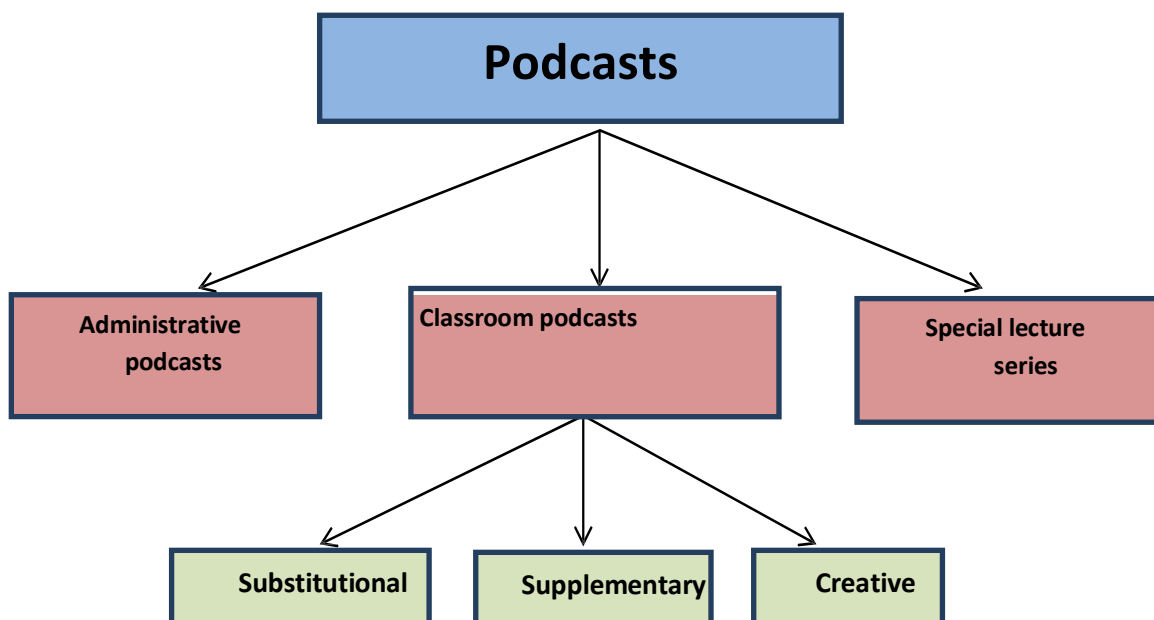 Podcasts
Administrative
podcasts
Classroom podcasts
Special lecture
series
Substitutional
Supplementary
Creative